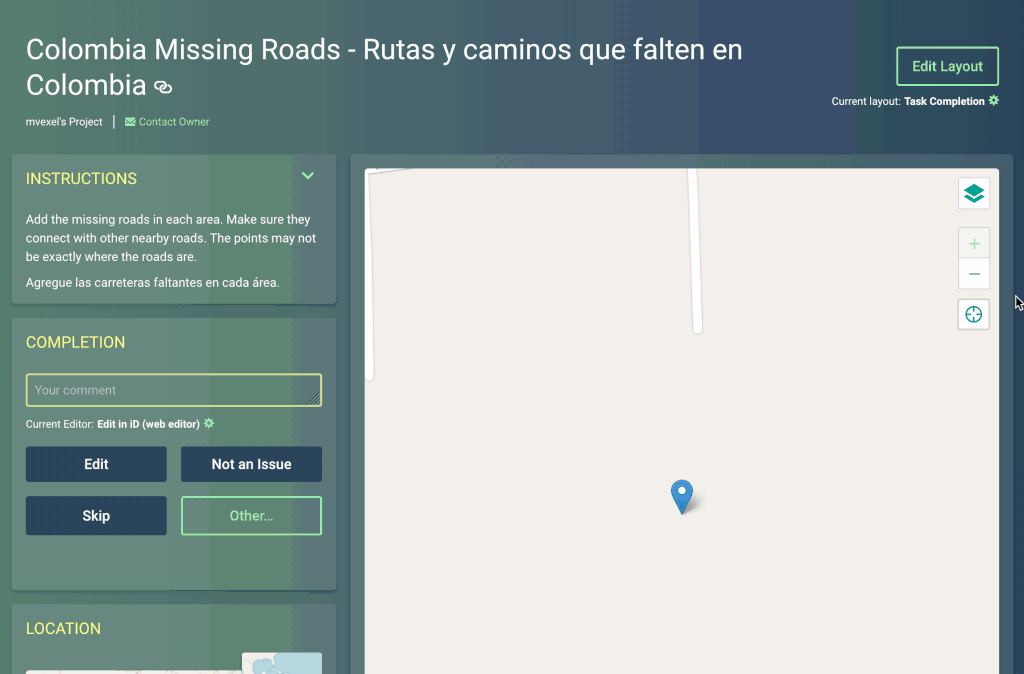 Colombia Missing Roads - Rutas y caminos que falten en
Colombia
mvexel's Project
Contact Owner
Edit Layout
Current layout: Task Completion
INSTRUCTIONS
Add the missing roads in each area. Make sure they
connect with other nearby roads. The points may not
be exactly where the roads are.
Agregue las carreteras faltantes en cada área.
COMPLETION
Your comment
Current Editor: Edit in iD (web editor)
Edit
Not an Issue
Skip
Other...
LOCATION